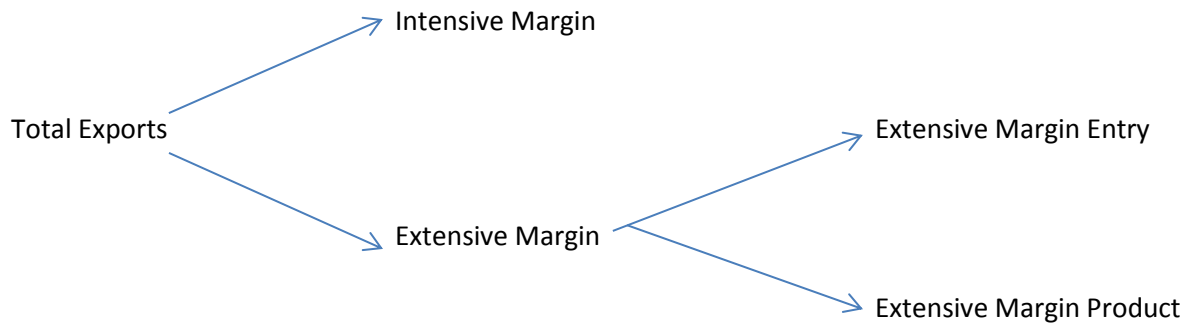 Intensive Margin
Total Exports
Extensive Margin Entry
Extensive Margin
Extensive Margin Product